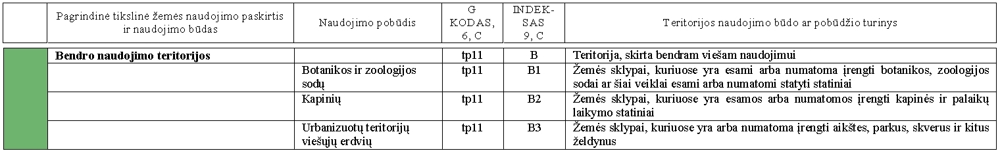 Pagrindinė tikslinė žemės naudojimo paskirtis
ir naudojimo būdas
Naudojimo pobūdis
G
KODAS,
6, C
INDEK-
SAS
9, C
Teritorijos naudojimo būdo ar pobūdžio turinys
Bendro naudojimo teritorijos
tp11
B
Teritorija, skirta bendram viešam naudojimui
Botanikos ir zoologijos
sodų
tp11
B1
Žemės sklypai, kuriuose yra esami arba numatoma įrengti botanikos, zoologijos
sodai ar šiai veiklai esami arba numatomi statyti statiniai
Kapinių
tp11
B2
Žemės sklypai, kuriuose yra esamos arba numatomos įrengti kapinės ir palaikų
laikymo statiniai
Urbanizuotų teritorijų
viešųjų erdvių
tp11
B3
Žemės sklypai, kuriuose yra arba numatoma įrengti aikštes, parkus, skverus ir kitus
želdynus